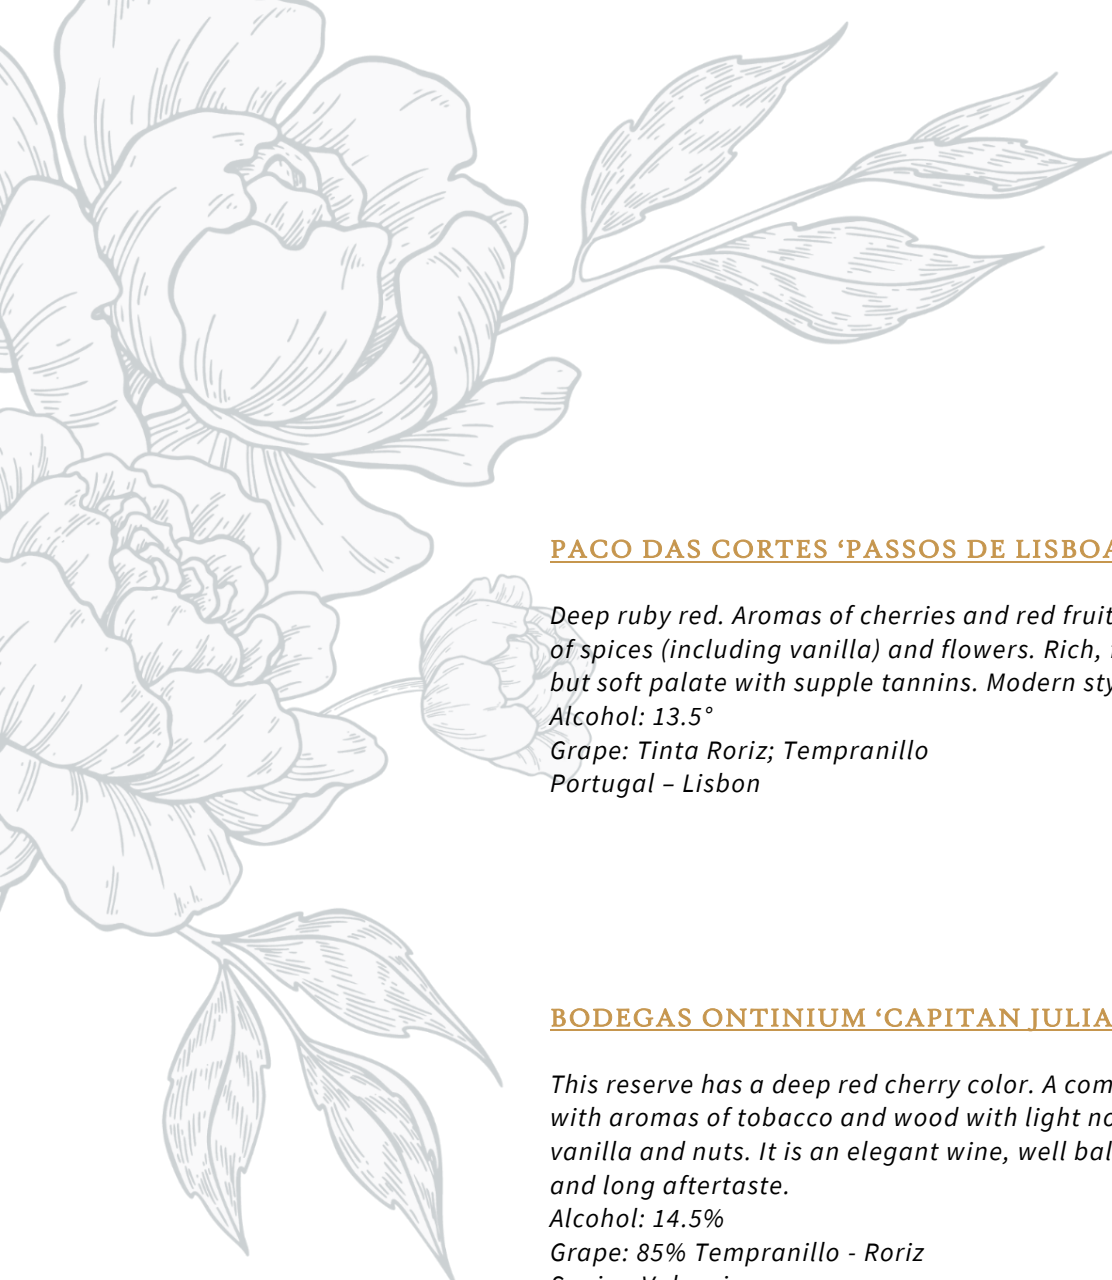 PACO DAS CORTES ‘PASSOS DE LISBOA
Deep ruby red. Aromas of cherries and red fruit
of spices (including vanilla) and flowers. Rich,
but soft palate with supple tannins. Modern sty
Alcohol: 13.5°
Grape: Tinta Roriz; Tempranillo
Portugal – Lisbon
BODEGAS ONTINIUM ‘CAPITAN JULIA
This reserve has a deep red cherry color. A com
with aromas of tobacco and wood with light no
vanilla and nuts. It is an elegant wine, well bal
and long aftertaste.
Alcohol: 14.5%
Grape: 85% Tempranillo - Roriz